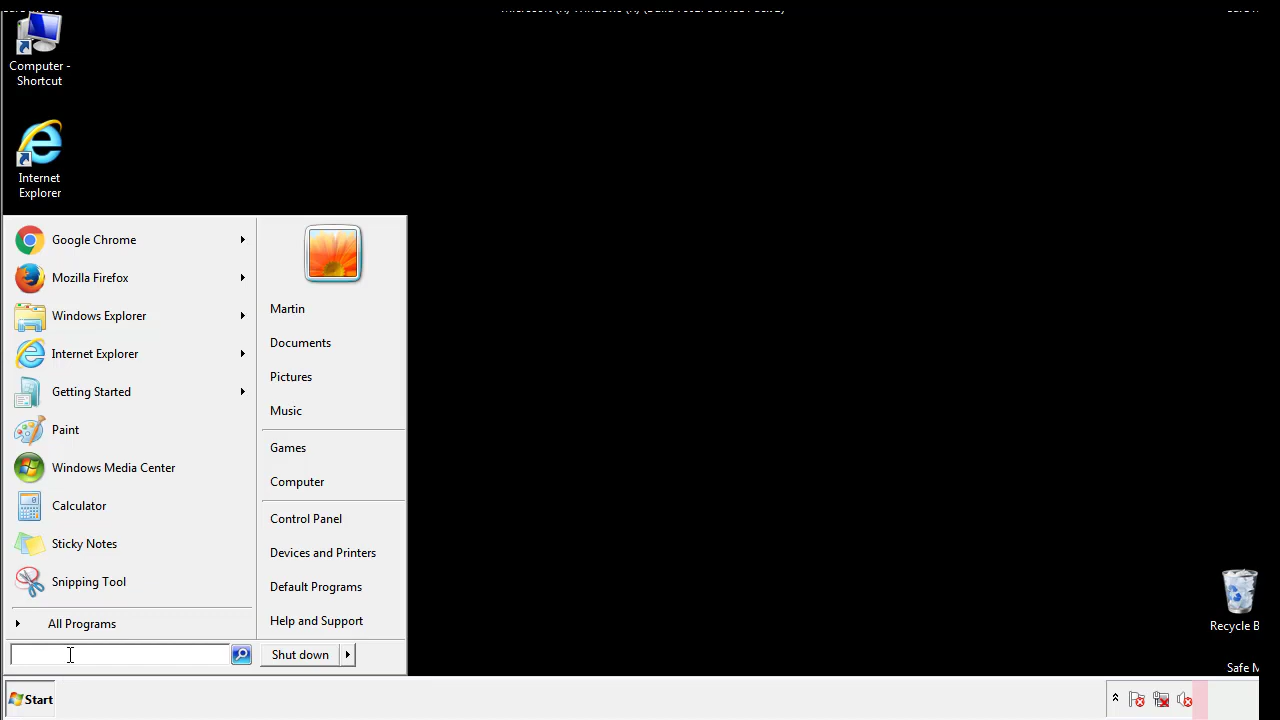 Computer -
Shortcut
Internet
Explorer
Google Chrome
Mozilla Firefox
Windows Explorer
Internet Explorer
Getting Started
Paint
Windows Media Center
Calculator
Sticky Notes
Snipping Tool
All Programs
Martin
Documents
Pictures
Music
Games
Computer
Control Panel
Devices and Printers
Default Programs
Help and Support
Shut down
Recycle B
Safe M
Start